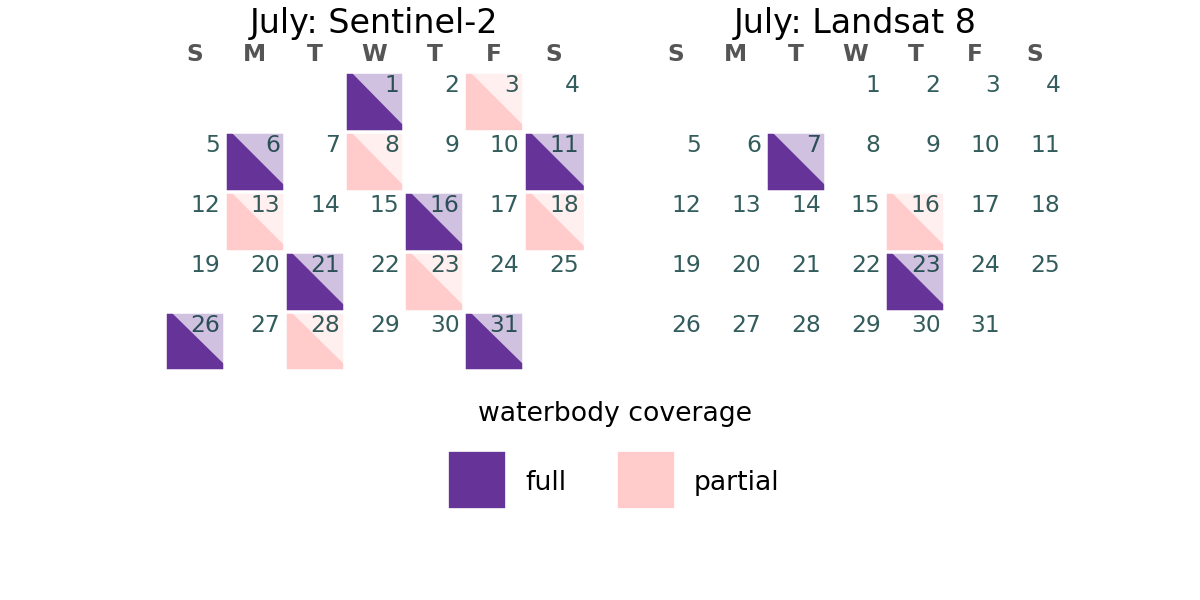 July: Sentinel-2
S M T W T F S
1 2 3 4
5 6 7 8 9 10 11
12 13 14 15 16 17 18
19 20 21 22 23 24 25
26 27 28 29 30 31
July: Landsat 8
S M T W T F S
1 2 3 4
5 6 7 8 9 10 11
12 13 14 15 16 17 18
19 20 21 22 23 24 25
26 27 28 29 30 31
waterbody coverage
full partial